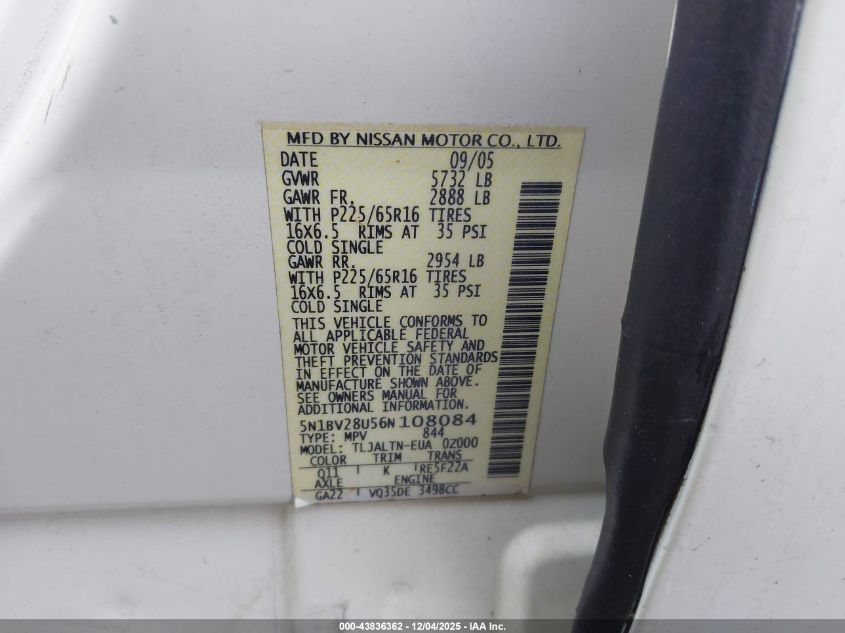 MFD BY NISSAN MOTOR CO., LTD.
DATE 09/05
GVWR 5732 LB
GAWR FR. 2888 LB
WITH P225/65R16 TIRES
16X6.5 RIMS AT 35 PSI
COLD SINGLE
GAWR RR. 2954 LB
WITH P225/65R16 TIRES
16X6.5 RIMS AT 35 PSI
COLD SINGLE
THIS VEHICLE CONFORMS TO
ALL APPLICABLE FEDERAL
MOTOR VEHICLE SAFETY AND
THEFT PREVENTION STANDARDS
IN EFFECT ON THE DATE OF
MANUFACTURE SHOWN ABOVE.
SEE OWNERS MANUAL FOR
ADDITIONAL INFORMATION.
5N1BV28U56N108084
TYPE: MPV 844
MODEL: TLJALTN-EUA 0Z000
COLOR TRIM TRANS
Q11 K RE5F22A
AXLE ENGINE
GA22 VQ35DE 3498CC
000-43836362 - 12/04/2025 - IAA Inc.